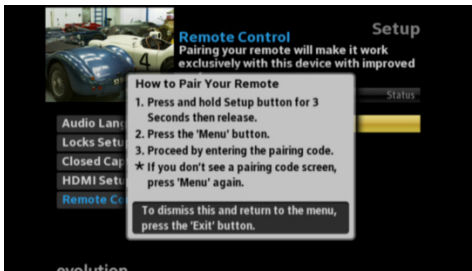 Setup
Remote Control
Pairing your remote will make it work
exclusively with this device with improved
Status
How to Pair Your Remote
1. Press and hold Setup button for 3
Seconds then release.
2. Press the 'Menu' button.
3. Proceed by entering the pairing code.
* If you don't see a pairing code screen,
press 'Menu' again.
To dismiss this and return to the menu,
press the 'Exit' button.
Audio Lang
Locks Setu
Closed Cap
HDMI Setu
Remote Co
evolution
4